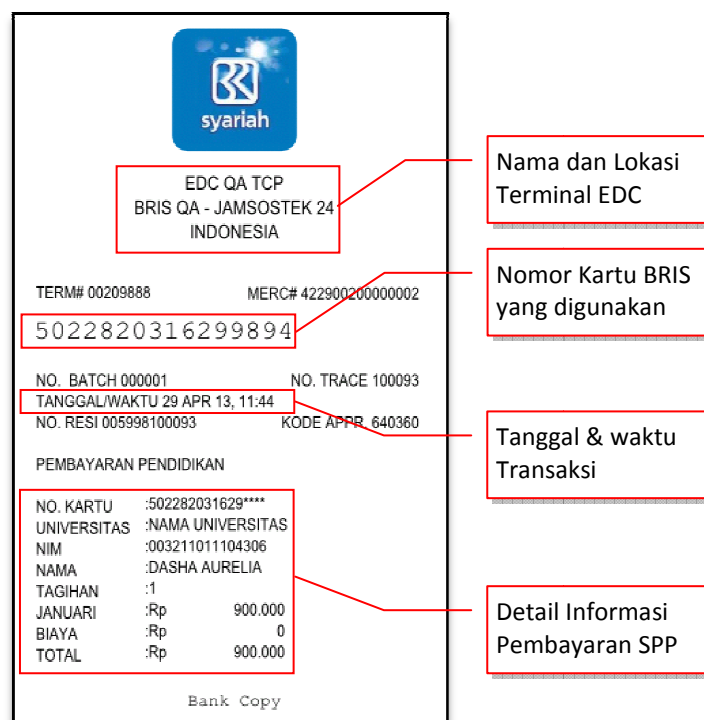 syariah
EDC QA TCP
BRIS QA - JAMSOSTEK 24
INDONESIA
Nama dan Lokasi
Terminal EDC
TERM# 00209888 MERC# 422900200000002
5022820316299894
Nomor Kartu BRIS
yang digunakan
NO. BATCH 000001 NO. TRACE 100093
TANGGAL/WAKTU 29 APR 13, 11:44
NO. RESI 005998100093 KODE APPR. 640360
Tanggal & waktu
Transaksi
PEMBAYARAN PENDIDIKAN
NO. KARTU :502282031629****
UNIVERSITAS :NAMA UNIVERSITAS
NIM :003211011104306
NAMA :DASHA AURELIA
TAGIHAN :1
JANUARI :Rp 900.000
BIAYA :Rp 0
TOTAL :Rp 900.000
Detail Informasi
Pembayaran SPP
Bank Copy